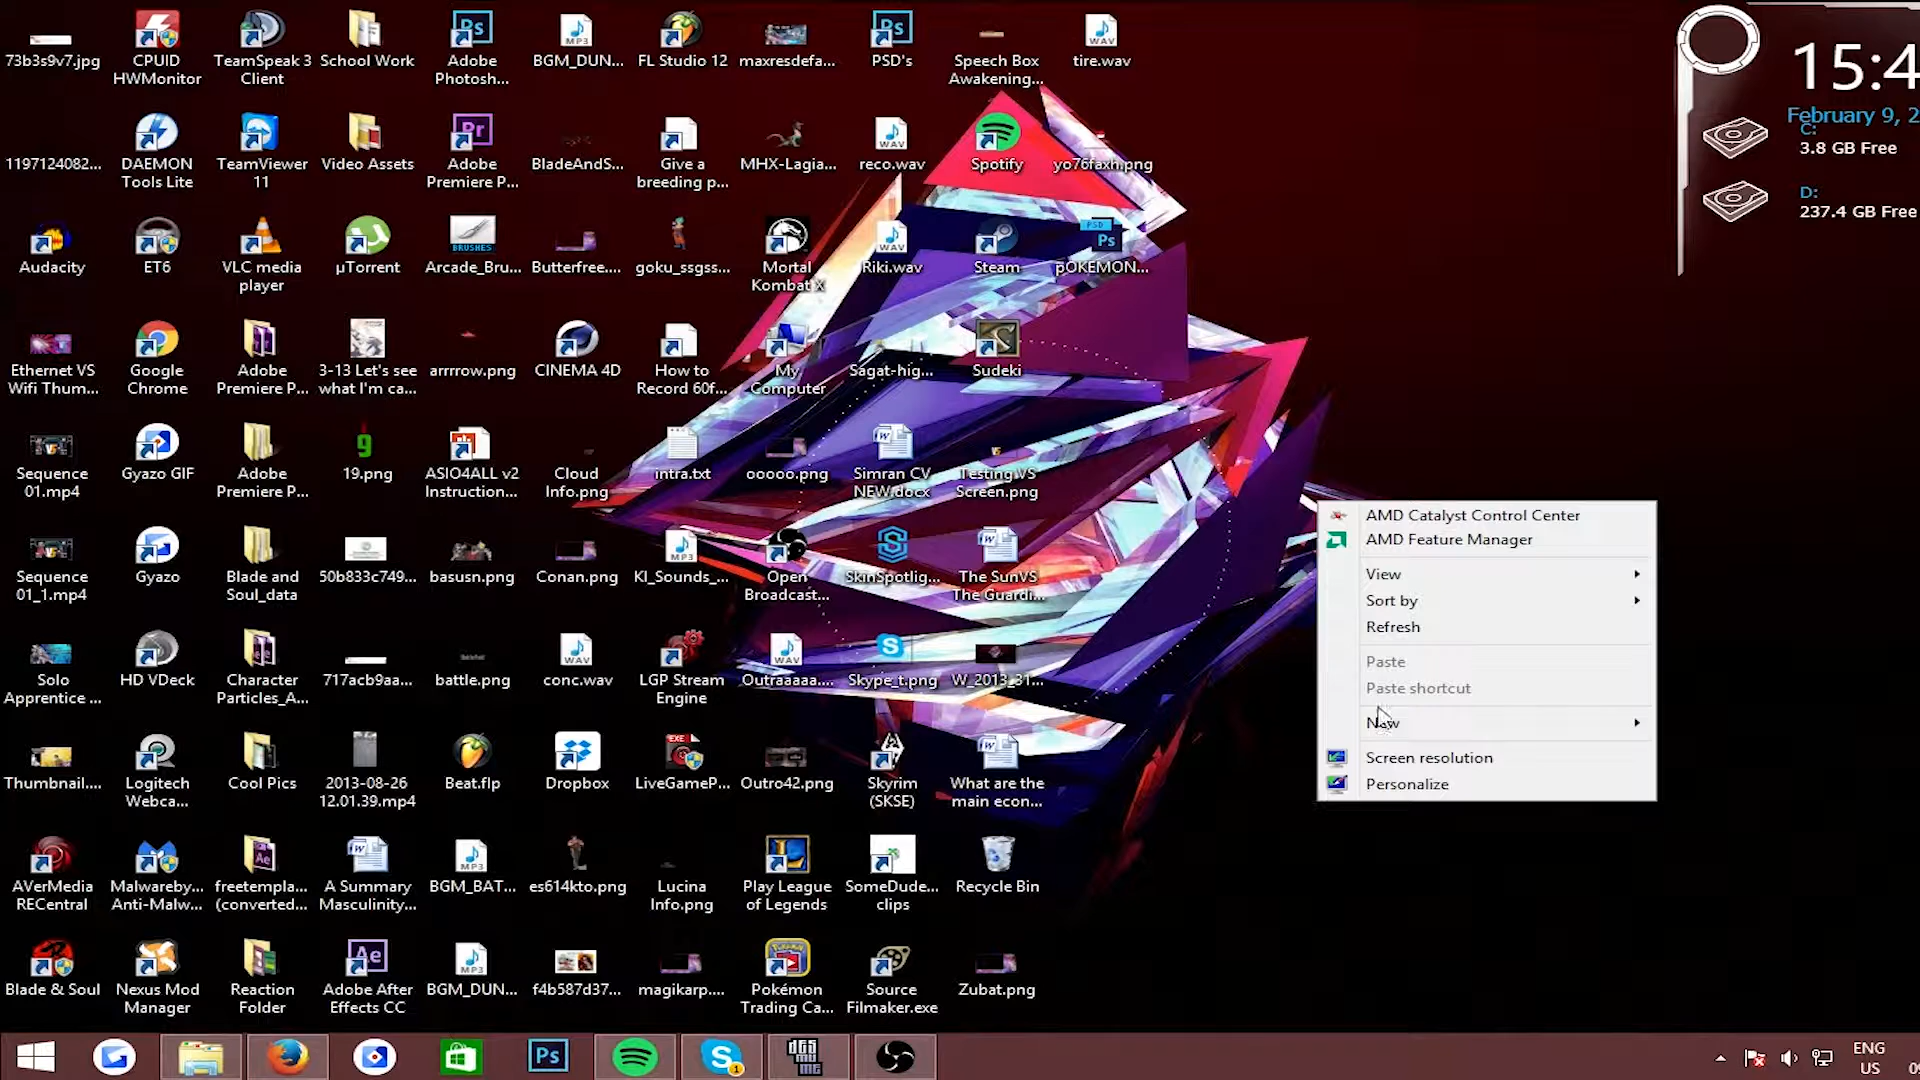 73b3s9v7.jpg
CPUID
HWMonitor
TeamSpeak 3
Client
School Work
Adobe
Photosh...
BGM_DUN...
FL Studio 12
maxresdefa...
PSD's
Speech Box
Awakening...
tire.wav
1197124082...
DAEMON
Tools Lite
TeamViewer
11
Video Assets
Adobe
Premiere P...
BladeAndS...
Give a
breeding p...
MHX-Lagia...
reco.wav
Spotify
yo76faxh.png
Audacity
ET6
VLC media
player
µTorrent
BRUSHES
Arcade_Bru...
Butterfree....
goku_ssgss...
Mortal
Kombat X
Riki.wav
Steam
pOKEMON...
Ethernet VS
Wifi Thum...
Google
Chrome
Adobe
Premiere P...
3-13 Let's see
what I'm ca...
arrrrow.png
CINEMA 4D
How to
Record 60f...
My
Computer
Sagat-hig...
Sudeki
Sequence
01.mp4
Gyazo GIF
Adobe
Premiere P...
19.png
ASIO4ALL v2
Instruction...
Cloud
Info.png
intra.txt
ooooo.png
Simran CV
NEW.docx
Testing VS
Screen.png
Sequence
01_1.mp4
Gyazo
Blade and
Soul_data
50b833c749...
basusn.png
Conan.png
KI_Sounds_...
Open
Broadcast...
SkinSpotlig...
The SunVS
The Guardi...
Solo
Apprentice ...
HD VDeck
Character
Particles_A...
717acb9aa...
battle.png
conc.wav
LGP Stream
Engine
Outraaaaa....
Skype_t.png
W_2013_31...
Thumbnail....
Logitech
Webca...
Cool Pics
2013-08-26
12.01.39.mp4
Beat.flp
Dropbox
LiveGameP...
Outro42.png
Skyrim
(SKSE)
What are the
main econ...
AVerMedia
RECentral
Malwareby...
Anti-Malw...
freetempla...
(converted...
A Summary
Masculinity...
BGM_BAT...
es614kto.png
Lucina
Info.png
Play League
of Legends
SomeDude...
clips
Recycle Bin
Blade & Soul
Nexus Mod
Manager
Reaction
Folder
Adobe After
Effects CC
BGM_DUN...
f4b587d37...
magikarp....
Pokémon
Trading Ca...
Source
Filmaker.exe
Zubat.png
15:4
February 9, 2
C:
3.8 GB Free
D:
237.4 GB Free
AMD Catalyst Control Center
AMD Feature Manager
View
Sort by
Refresh
Paste
Paste shortcut
New
Screen resolution
Personalize
ENG
US